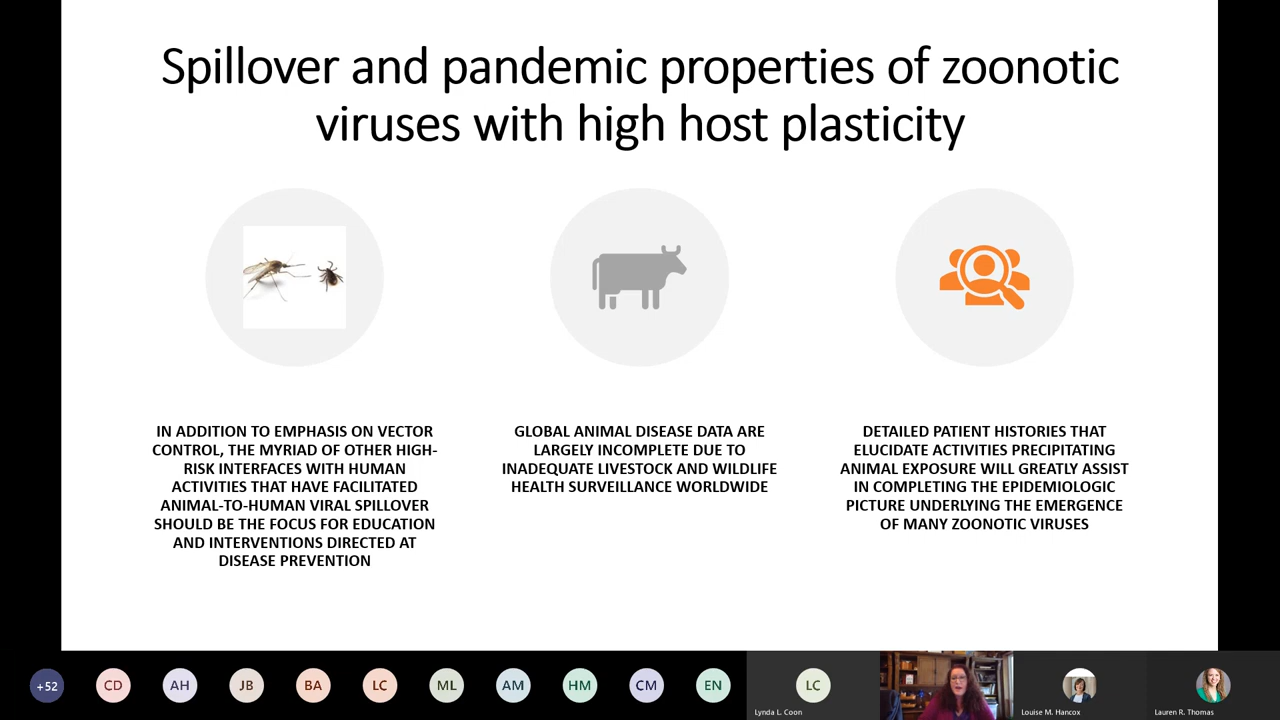 Spillover and pandemic properties of zoonotic
viruses with high host plasticity
IN ADDITION TO EMPHASIS ON VECTOR
CONTROL, THE MYRIAD OF OTHER HIGH-
RISK INTERFACES WITH HUMAN
ACTIVITIES THAT HAVE FACILITATED
ANIMAL-TO-HUMAN VIRAL SPILLOVER
SHOULD BE THE FOCUS FOR EDUCATION
AND INTERVENTIONS DIRECTED AT
DISEASE PREVENTION
GLOBAL ANIMAL DISEASE DATA ARE
LARGELY INCOMPLETE DUE TO
INADEQUATE LIVESTOCK AND WILDLIFE
HEALTH SURVEILLANCE WORLDWIDE
DETAILED PATIENT HISTORIES THAT
ELUCIDATE ACTIVITIES PRECIPITATING
ANIMAL EXPOSURE WILL GREATLY ASSIST
IN COMPLETING THE EPIDEMIOLOGIC
PICTURE UNDERLYING THE EMERGENCE
OF MANY ZOONOTIC VIRUSES
+52 CD AH JB BA LC ML AM HM CM EN LC
Lynda L. Coon
Louise M. Hancox
Lauren R. Thomas